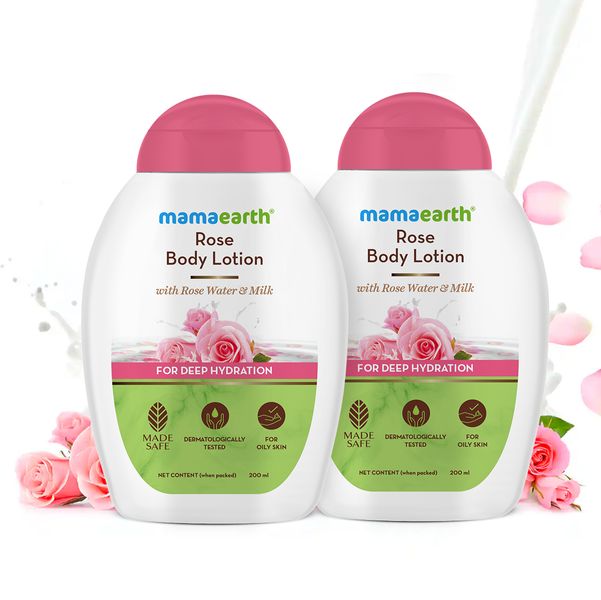 mamaearth®
Rose
Body Lotion
with Rose Water & Milk
FOR DEEP HYDRATION
MADE
SAFE
DERMATOLOGICALLY
TESTED
FOR
OILY SKIN
NET CONTENT (when packed) 200 ml
mamaearth®
Rose
Body Lotion
with Rose Water & Milk
FOR DEEP HYDRATION
MADE
SAFE
DERMATOLOGICALLY
TESTED
FOR
OILY SKIN
NET CONTENT (when packed) 200 ml